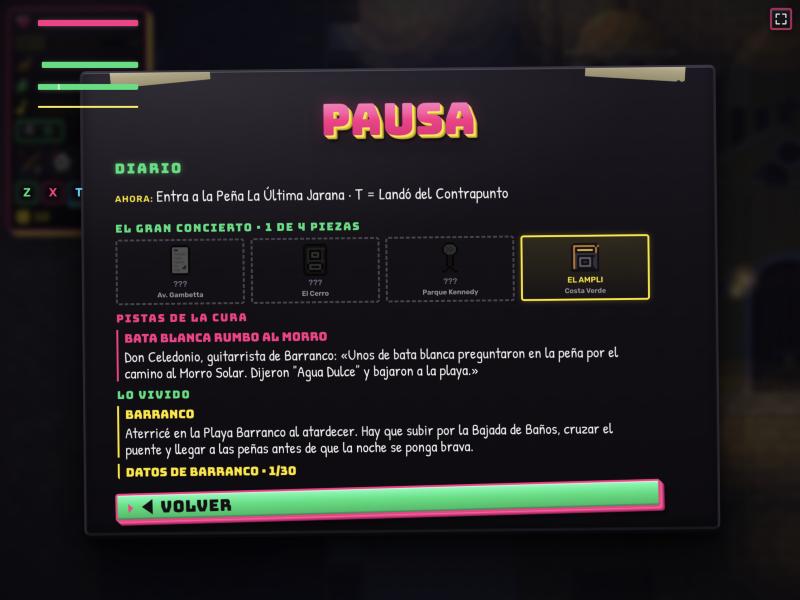 PAUSA
DIARIO
AHORA: Entra a la Peña La Última Jarana · T = Landó del Contrapunto
EL GRAN CONCIERTO · 1 DE 4 PIEZAS
??? ??? ??? EL AMPLI
Av. Gambetta El Cerro Parque Kennedy Costa Verde
PISTAS DE LA CURA
BATA BLANCA RUMBO AL MORRO
Don Celedonio, guitarrista de Barranco: «Unos de bata blanca preguntaron en la peña por el
camino al Morro Solar. Dijeron "Agua Dulce" y bajaron a la playa.»
LO VIVIDO
Z X T
BARRANCO
Aterricé en la Playa Barranco al atardecer. Hay que subir por la Bajada de Baños, cruzar el
puente y llegar a las peñas antes de que la noche se ponga brava.
DATOS DE BARRANCO · 1/30
VOLVER